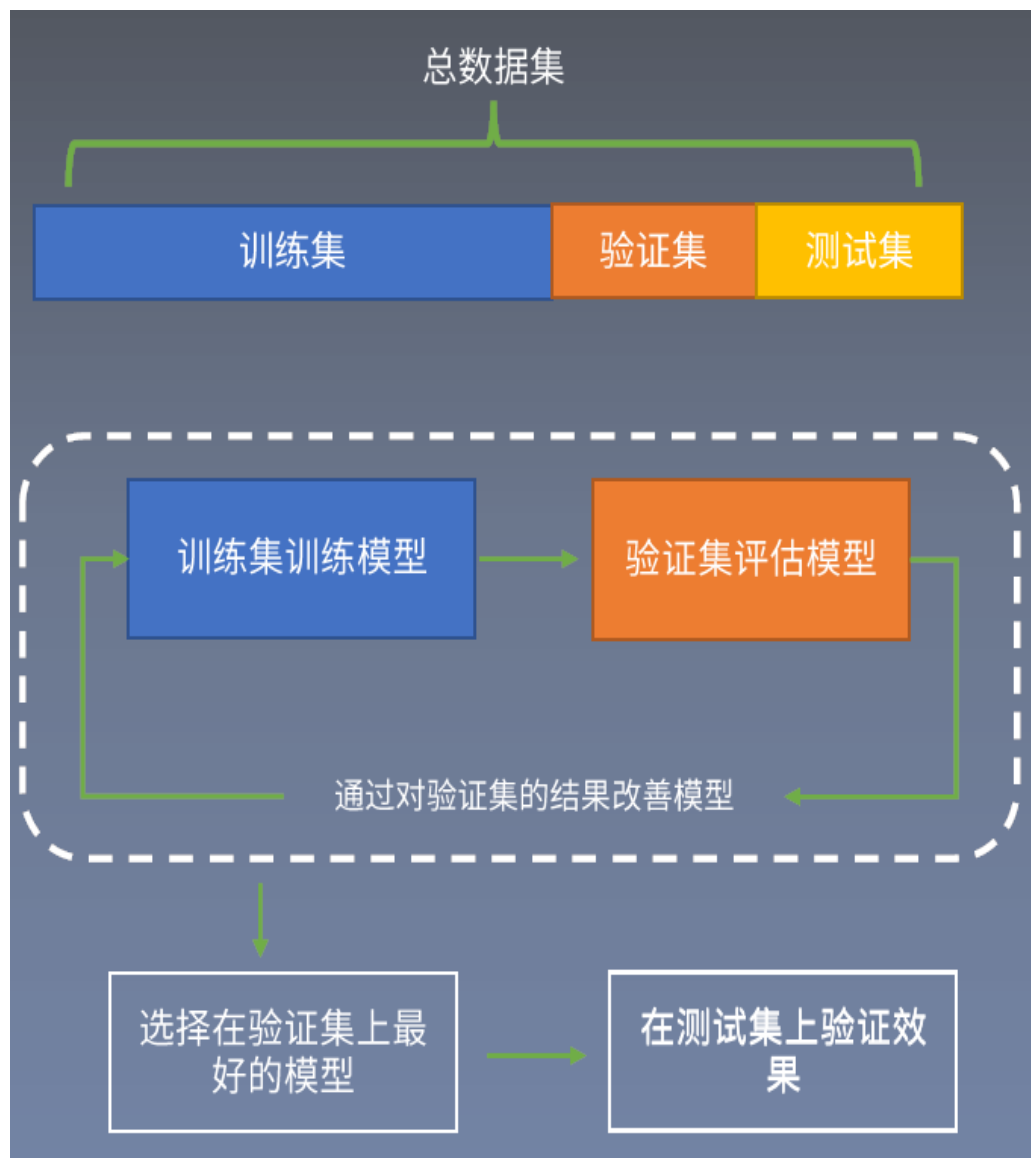 总数据集
训练集
验证集
测试集
训练集训练模型
验证集评估模型
通过对验证集的结果改善模型
选择在验证集上最
好的模型
在测试集上验证效
果